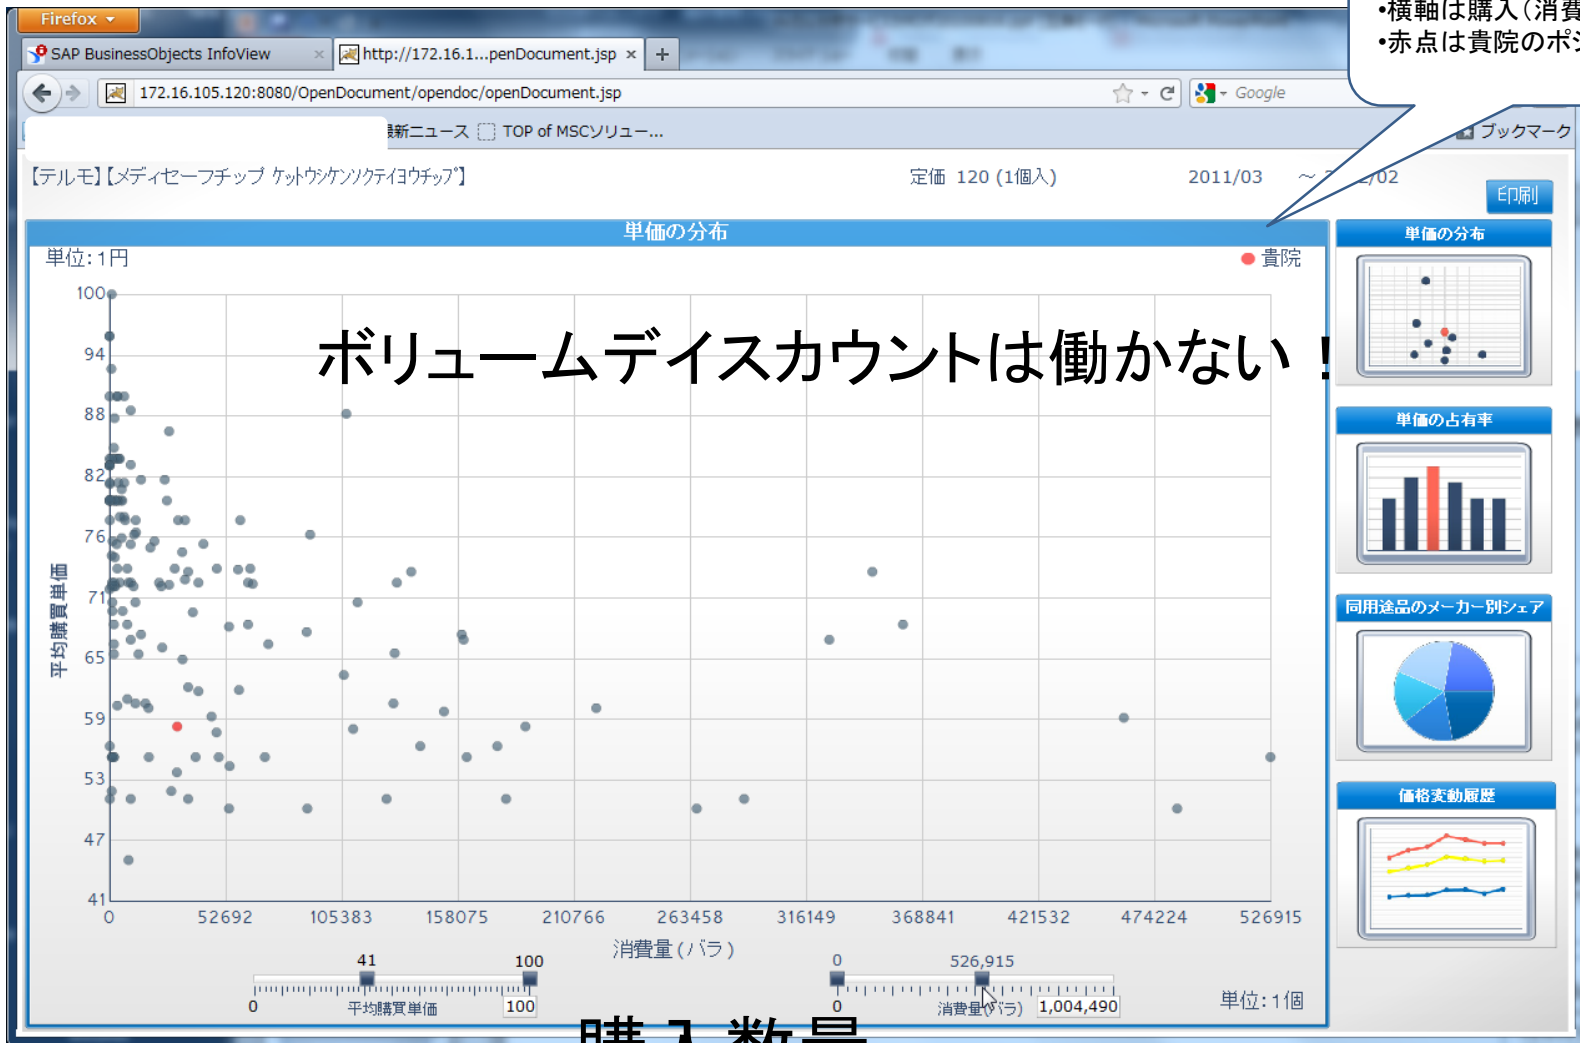 Firefox
•横軸は購入（消費
•赤点は貴院のポジ
SAP BusinessObjects InfoView
http://172.16.1...penDocument.jsp
172.16.105.120:8080/OpenDocument/opendoc/openDocument.jsp
Google
最新ニュース TOP of MSCソリュー...
ブックマーク
【テルモ】【メディセーフチップ ケットウシケンソクテイヨウチップ】
定価 120 (1個入)
2011/03 ～ /02
印刷
単価の分布
単位：1円
貴院
ボリュームデイスカウントは働かない！
100
94
88
82
76
71
65
59
53
47
41
平均購買単価
0 52692 105383 158075 210766 263458 316149 368841 421532 474224 526915
消費量(バラ)
41 100
0 平均購買単価 100
0 526,915
0 消費量(バラ) 1,004,490
単位：1個
購入数量
単価の分布
単価の占有率
同用途品のメーカー別シェア
価格変動履歴